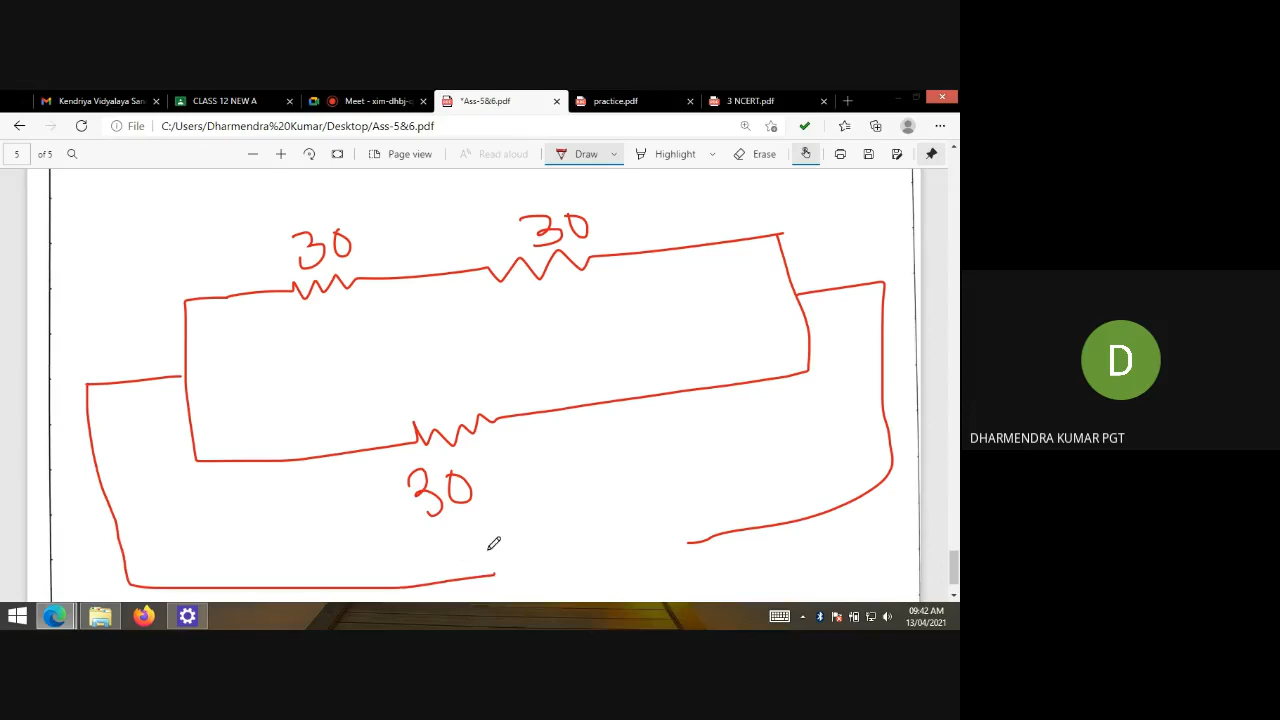 Kendriya Vidyalaya San
CLASS 12 NEW A
Meet - xim-dhbj-q
*Ass-5&6.pdf
practice.pdf
3 NCERT.pdf
File
C:/Users/Dharmendra%20Kumar/Desktop/Ass-5&6.pdf
5 of 5
Page view
Read aloud
Draw
Highlight
Erase
30
30
30
D
DHARMENDRA KUMAR PGT
09:42 AM
13/04/2021